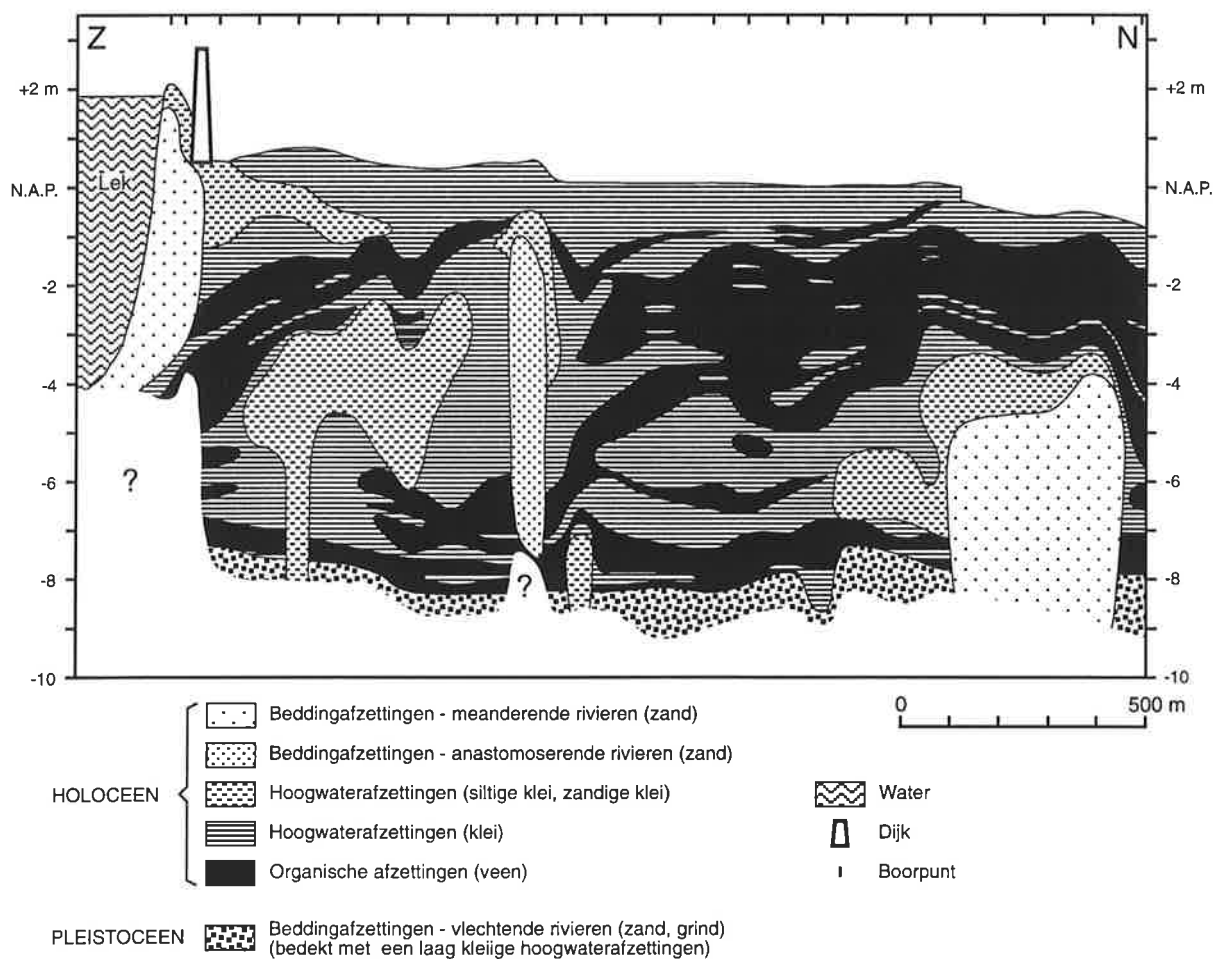 Z
N
+2 m
+2 m
Lek
N.A.P.
N.A.P.
-2
-2
-4
-4
?
-6
-6
?
-8
-8
-10
-10
0
500 m
Beddingafzettingen - meanderende rivieren (zand)
Beddingafzettingen - anastomoserende rivieren (zand)
HOLOCEEN
Hoogwaterafzettingen (siltige klei, zandige klei)
Water
Hoogwaterafzettingen (klei)
Dijk
Organische afzettingen (veen)
Boorpunt
PLEISTOCEEN
Beddingafzettingen - vlechtende rivieren (zand, grind)
(bedekt met een laag kleiige hoogwaterafzettingen)